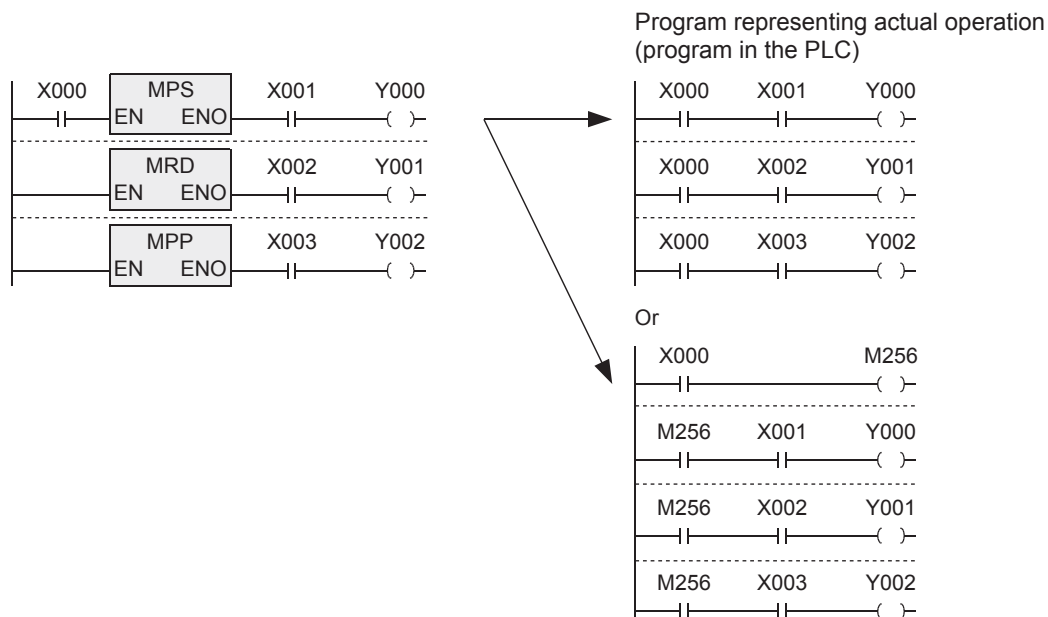 Program representing actual operation
(program in the PLC)
X000 MPS X001 Y000
EN ENO
MRD X002 Y001
EN ENO
MPP X003 Y002
EN ENO
X000 X001 Y000
X000 X002 Y001
X000 X003 Y002
Or
X000 M256
M256 X001 Y000
M256 X002 Y001
M256 X003 Y002